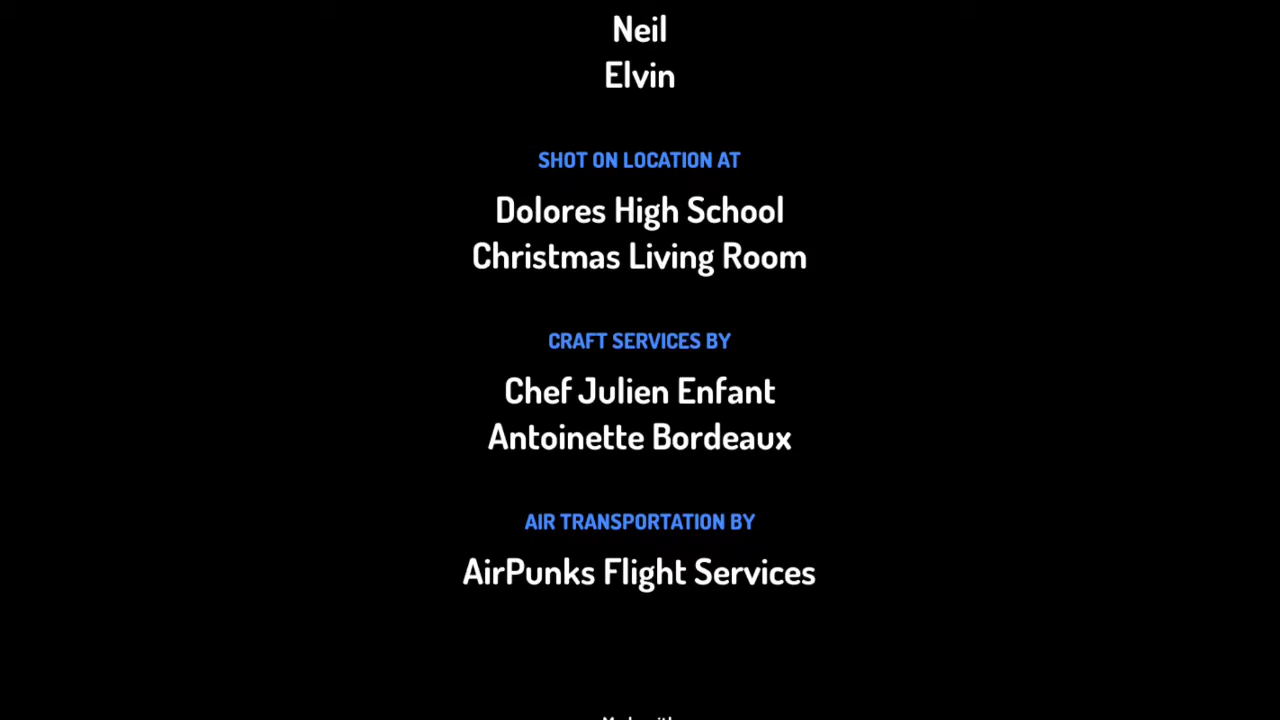 Neil
Elvin
SHOT ON LOCATION AT
Dolores High School
Christmas Living Room
CRAFT SERVICES BY
Chef Julien Enfant
Antoinette Bordeaux
AIR TRANSPORTATION BY
AirPunks Flight Services